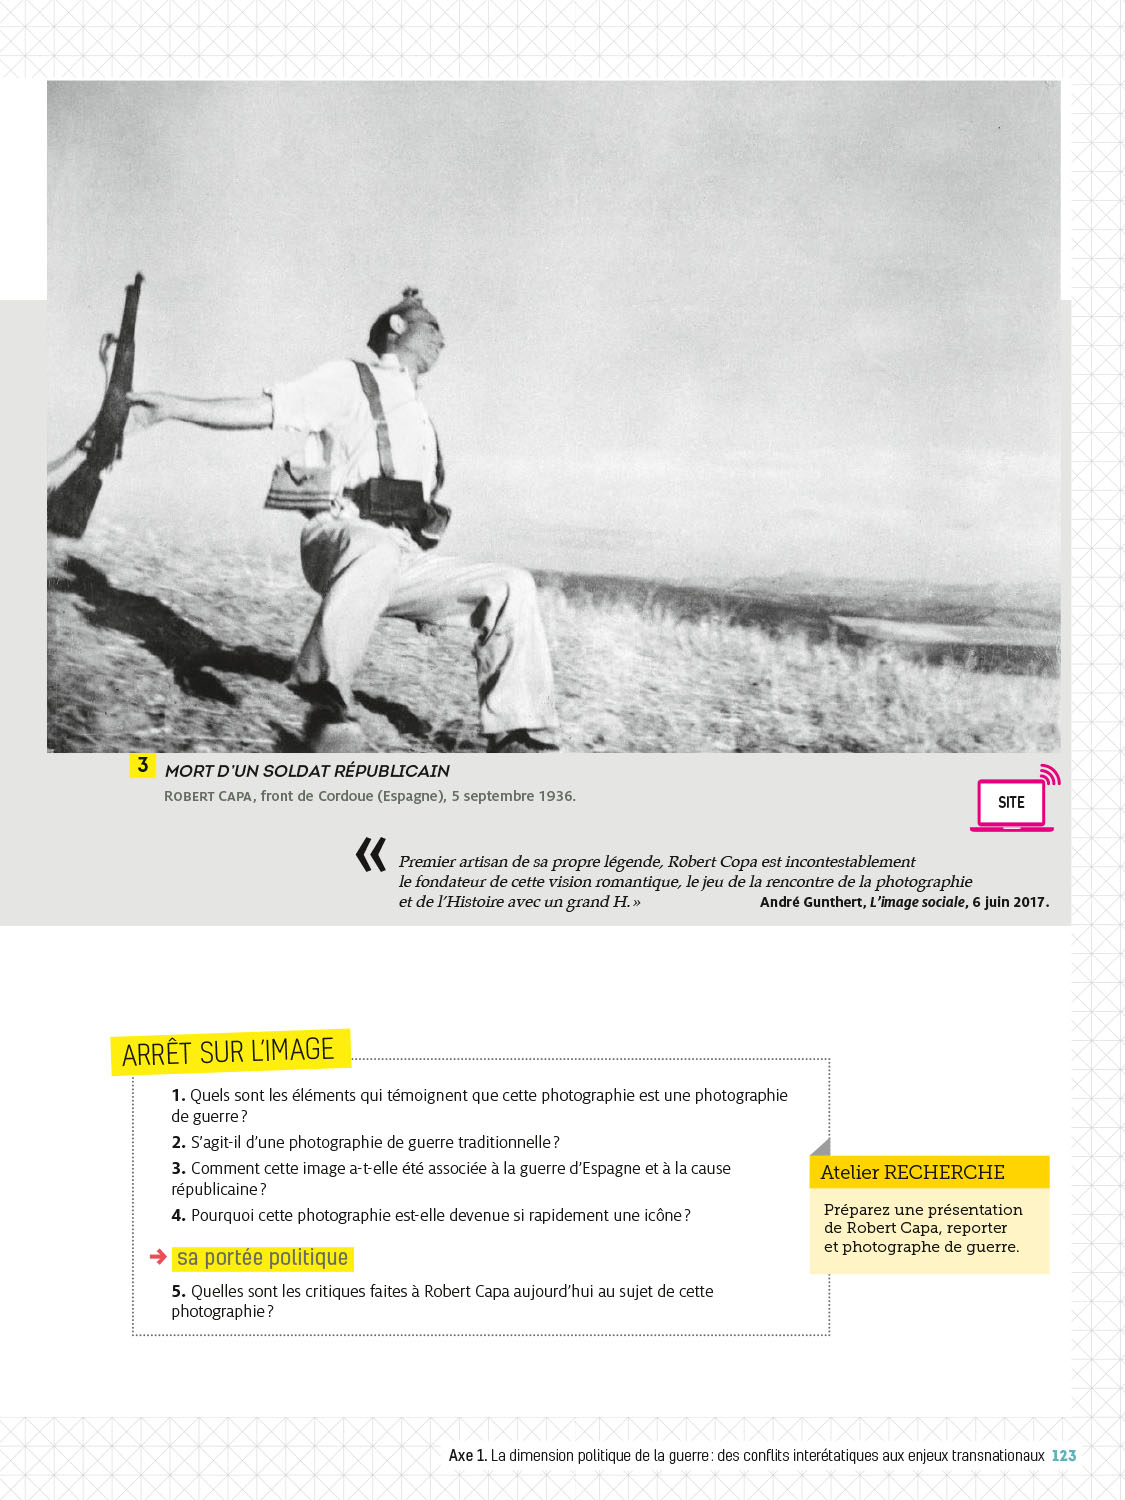 3 MORT D'UN SOLDAT RÉPUBLICAIN
ROBERT CAPA, front de Cordoue (Espagne), 5 septembre 1936.
SITE
« Premier artisan de sa propre légende, Robert Copa est incontestablement
le fondateur de cette vision romantique, le jeu de la rencontre de la photographie
et de l'Histoire avec un grand H. »
André Gunthert, L'image sociale, 6 juin 2017.
ARRÊT SUR L'IMAGE
1. Quels sont les éléments qui témoignent que cette photographie est une photographie
de guerre ?
2. S'agit-il d'une photographie de guerre traditionnelle ?
3. Comment cette image a-t-elle été associée à la guerre d'Espagne et à la cause
républicaine ?
4. Pourquoi cette photographie est-elle devenue si rapidement une icône ?
→ sa portée politique
5. Quelles sont les critiques faites à Robert Capa aujourd'hui au sujet de cette
photographie ?
Atelier RECHERCHE
Préparez une présentation
de Robert Capa, reporter
et photographe de guerre.
Axe 1. La dimension politique de la guerre : des conflits interétatiques aux enjeux transnationaux 123